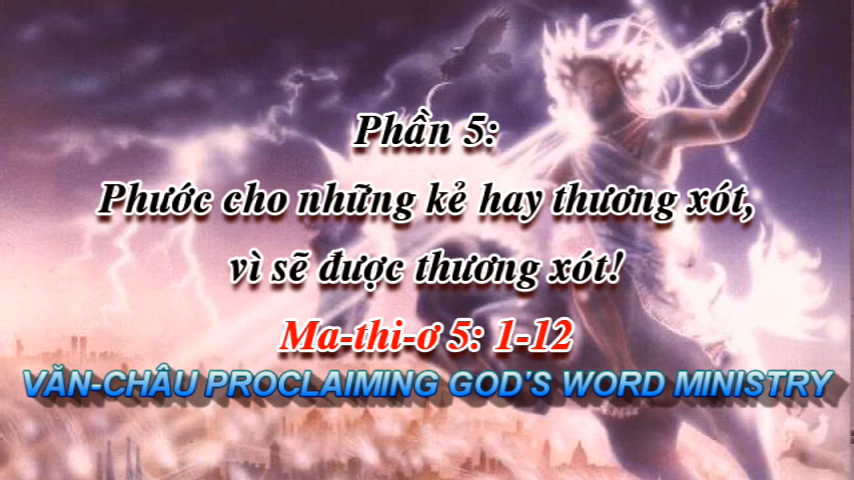 Phần 5:
Phước cho những kẻ hay thương xót,
vì sẽ được thương xót!
Ma-thi-ơ 5: 1-12
VĂN-CHÂU PROCLAIMING GOD'S WORD MINISTRY